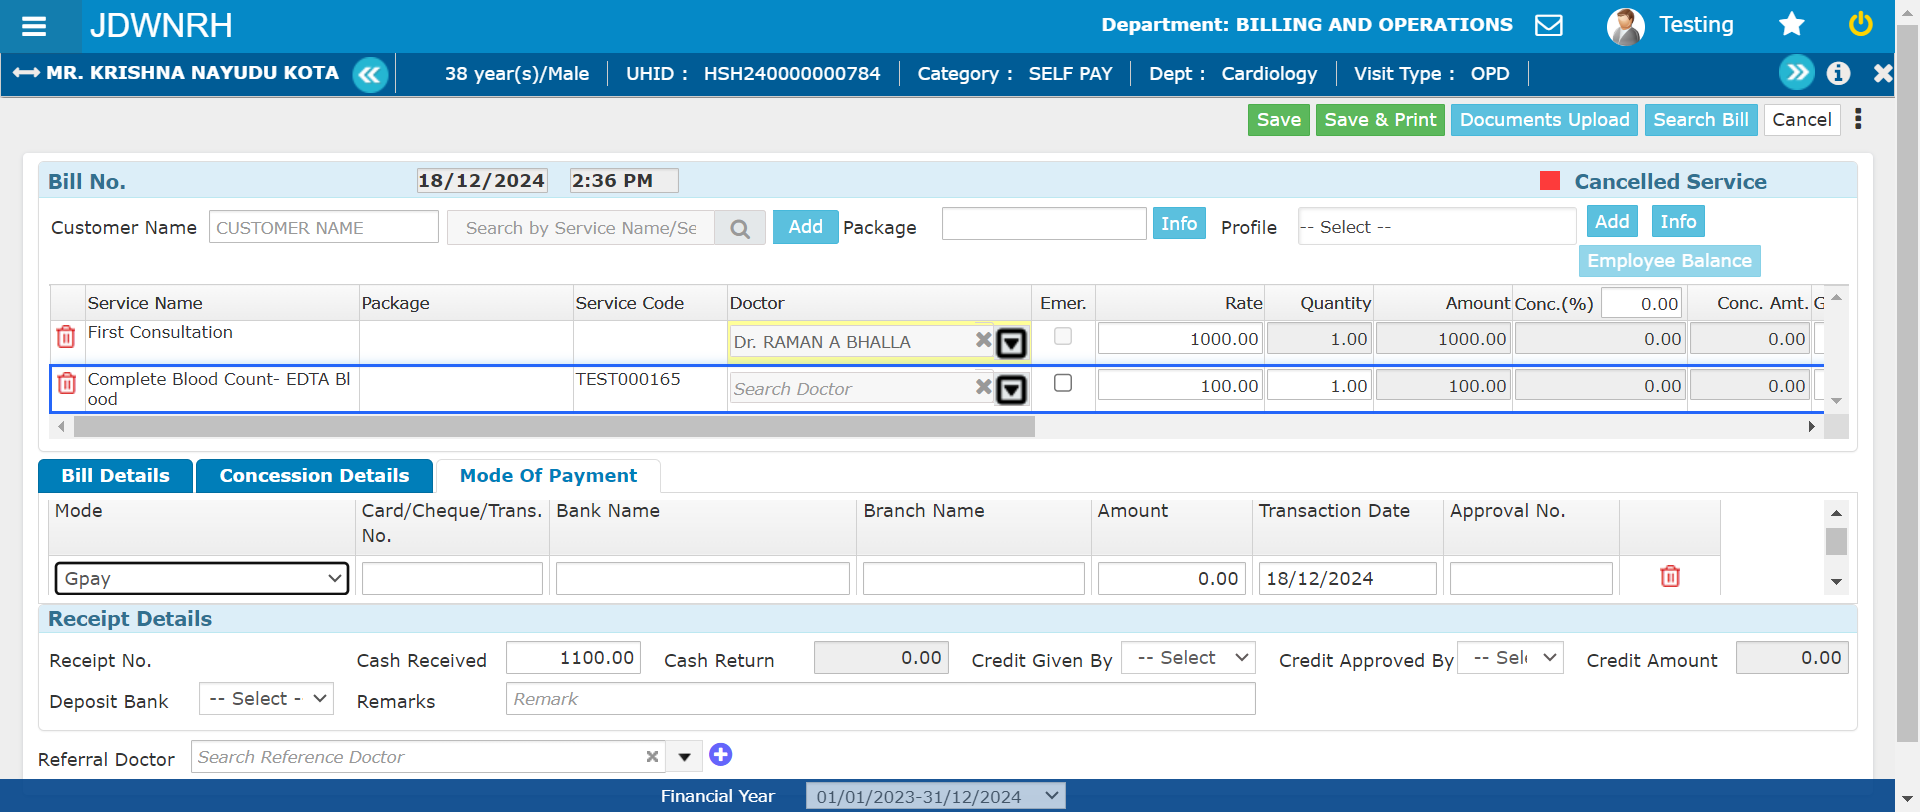 JDWNRH
Department: BILLING AND OPERATIONS
Testing
MR. KRISHNA NAYUDU KOTA
38 year(s)/Male
UHID : HSH240000000784
Category : SELF PAY
Dept : Cardiology
Visit Type : OPD
Save
Save & Print
Documents Upload
Search Bill
Cancel
Bill No.
18/12/2024
2:36 PM
Cancelled Service
Customer Name
CUSTOMER NAME
Search by Service Name/Se
Add
Package
Info
Profile
-- Select --
Add
Info
Employee Balance
Service Name
Package
Service Code
Doctor
Emer.
Rate
Quantity
Amount
Conc.(%)
0.00
Conc. Amt.
G
First Consultation
Dr. RAMAN A BHALLA
1000.00
1.00
1000.00
0.00
0.00
Complete Blood Count- EDTA Bl
ood
TEST000165
Search Doctor
100.00
1.00
100.00
0.00
0.00
Bill Details
Concession Details
Mode Of Payment
Mode
Card/Cheque/Trans.
No.
Bank Name
Branch Name
Amount
Transaction Date
Approval No.
Gpay
0.00
18/12/2024
Receipt Details
Receipt No.
Cash Received
1100.00
Cash Return
0.00
Credit Given By
-- Select
Credit Approved By
-- Sel
Credit Amount
0.00
Deposit Bank
-- Select -
Remarks
Remark
Referral Doctor
Search Reference Doctor
Financial Year
01/01/2023-31/12/2024